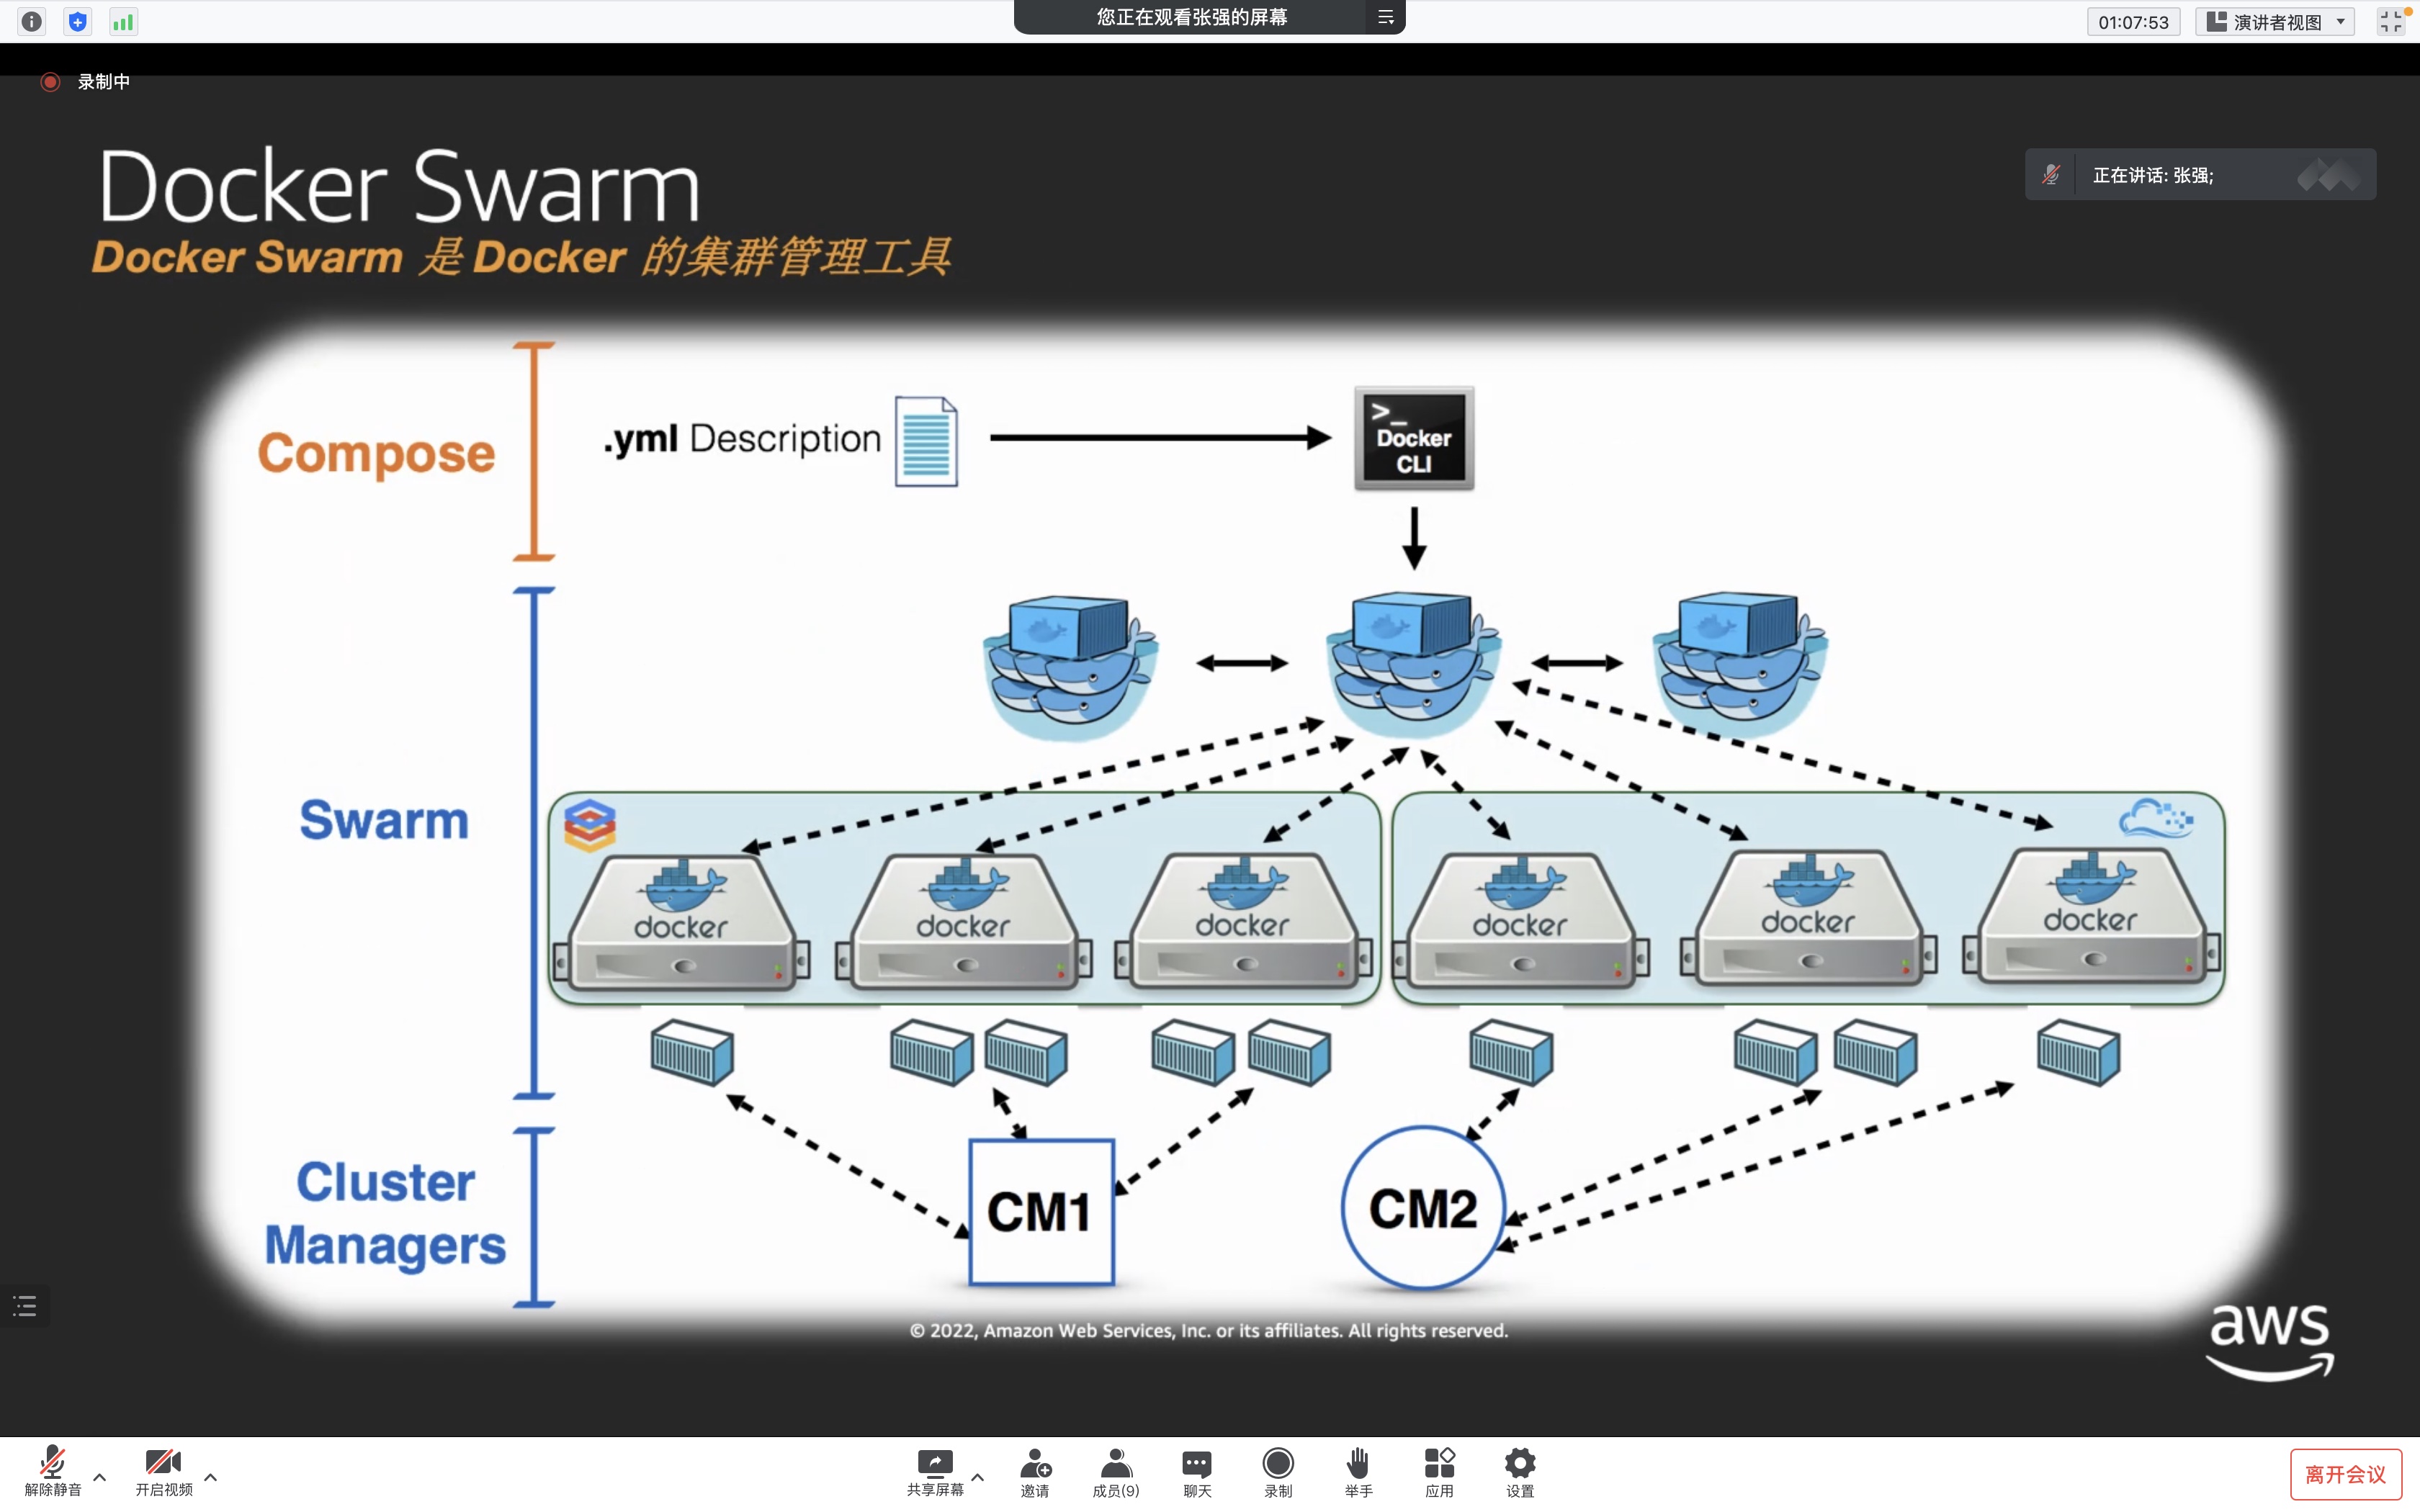 您正在观看张强的屏幕
01:07:53
演讲者视图
录制中
Docker Swarm
正在讲话: 张强;
Docker Swarm 是 Docker 的集群管理工具
Compose
.yml Description
>_
Docker
CLI
Swarm
docker
docker
docker
docker
docker
docker
Cluster
Managers
CM1
CM2
© 2022, Amazon Web Services, Inc. or its affiliates. All rights reserved.
aws
解除静音
开启视频
共享屏幕
邀请
成员(9)
聊天
录制
举手
应用
设置
离开会议